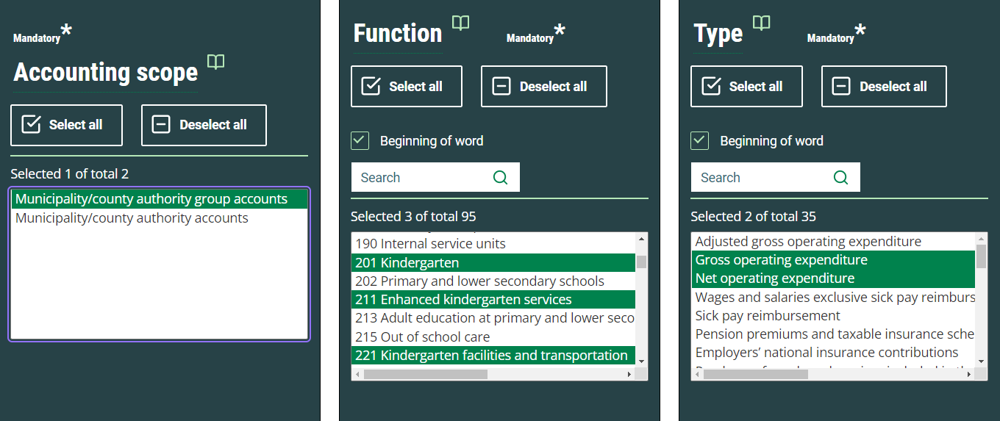 Mandatory*
Accounting scope
Select all
Deselect all
Selected 1 of total 2
Municipality/county authority group accounts
Municipality/county authority accounts
Function
Mandatory*
Select all
Deselect all
Beginning of word
Search
Selected 3 of total 95
190 Internal service units
201 Kindergarten
202 Primary and lower secondary schools
211 Enhanced kindergarten services
213 Adult education at primary and lower seco
215 Out of school care
221 Kindergarten facilities and transportation
Type
Mandatory*
Select all
Deselect all
Beginning of word
Search
Selected 2 of total 35
Adjusted gross operating expenditure
Gross operating expenditure
Net operating expenditure
Wages and salaries exclusive sick pay reimburs
Sick pay reimbursement
Pension premiums and taxable insurance sche
Employers’ national insurance contributions